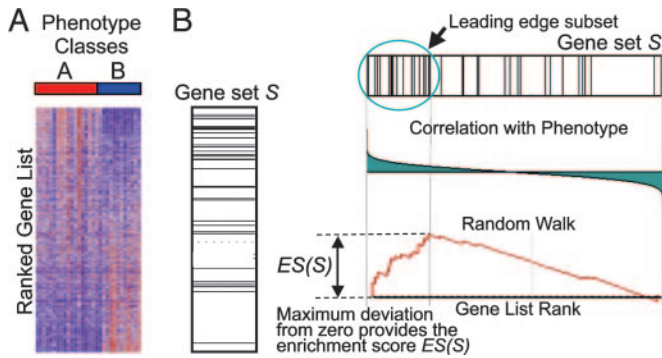 A
Phenotype
Classes
A B
Ranked Gene List
B
Gene set S
Leading edge subset
Gene set S
Correlation with Phenotype
Random Walk
ES(S)
Gene List Rank
Maximum deviation
from zero provides the
enrichment score ES(S)